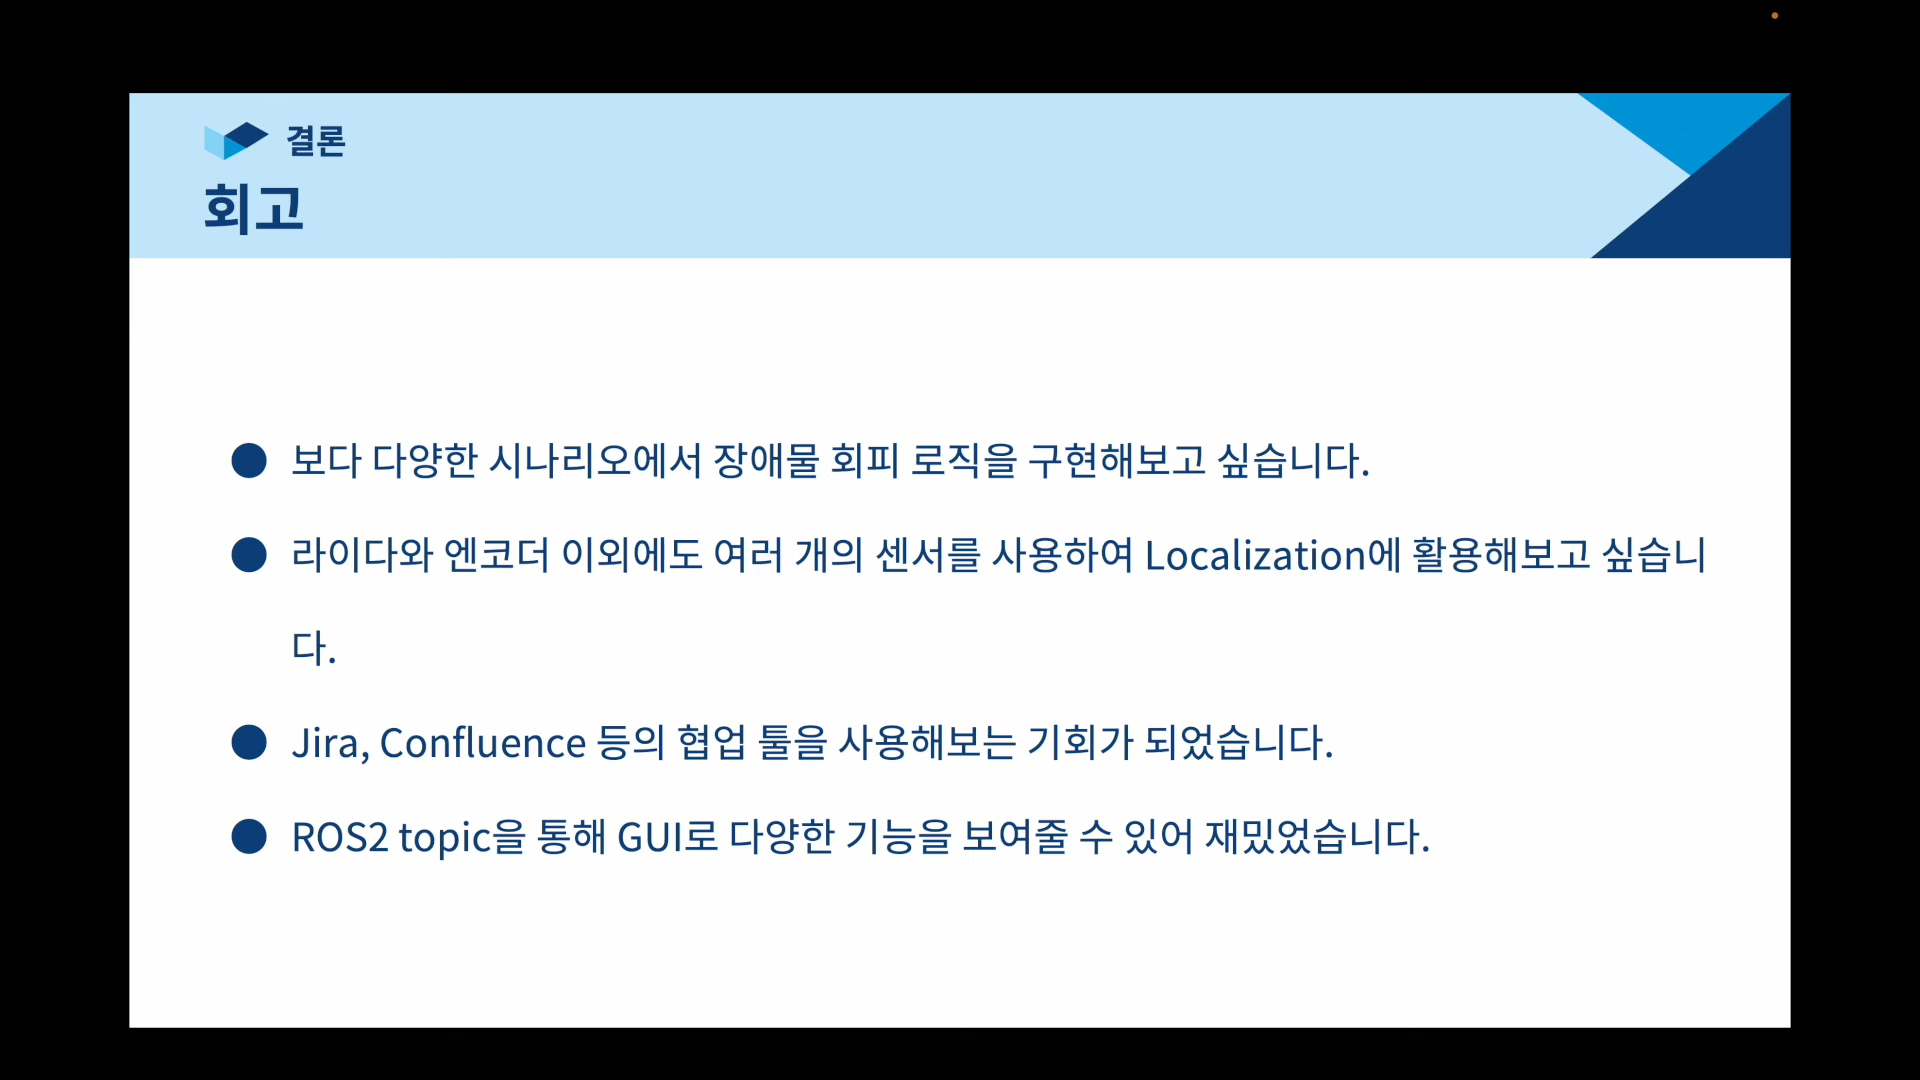 결론
회고
보다 다양한 시나리오에서 장애물 회피 로직을 구현해보고 싶습니다.
라이다와 엔코더 이외에도 여러 개의 센서를 사용하여 Localization에 활용해보고 싶습니
다.
Jira, Confluence 등의 협업 툴을 사용해보는 기회가 되었습니다.
ROS2 topic을 통해 GUI로 다양한 기능을 보여줄 수 있어 재밌었습니다.